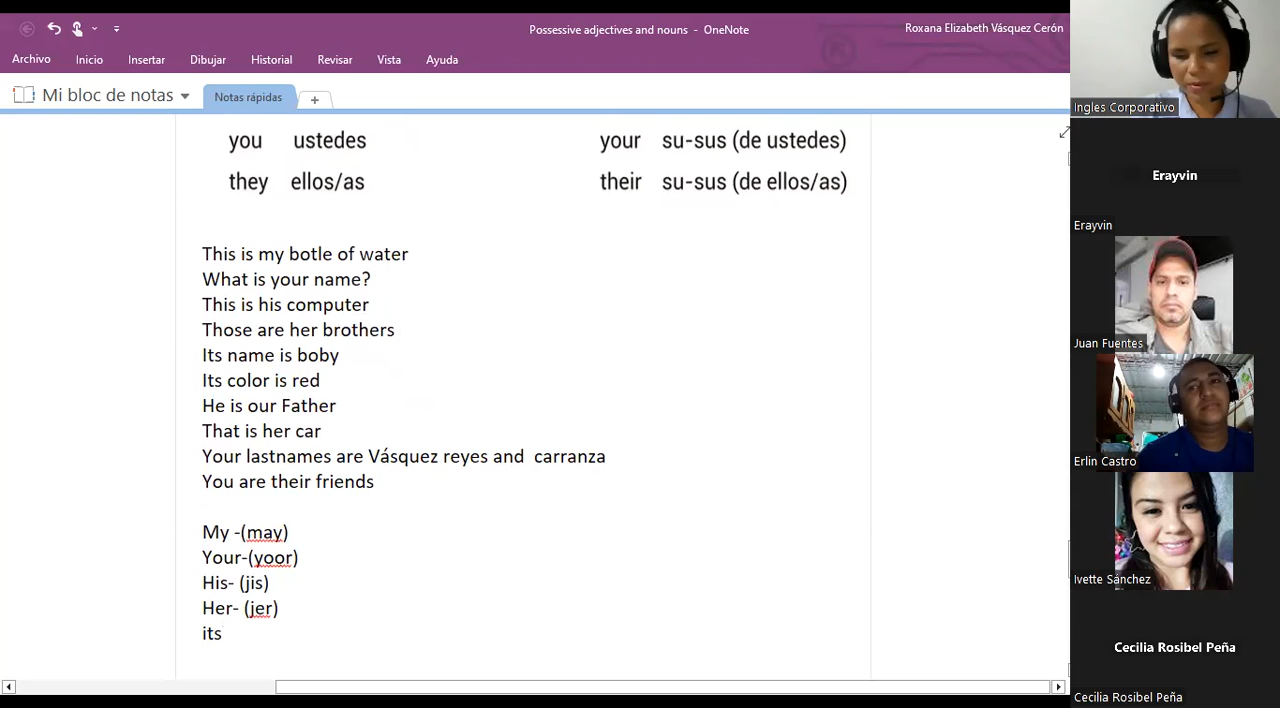 Possessive adjectives and nouns - OneNote
Roxana Elizabeth Vásquez Cerón
Archivo Inicio Insertar Dibujar Historial Revisar Vista Ayuda
Mi bloc de notas Notas rápidas
you ustedes your su-sus (de ustedes)
they ellos/as their su-sus (de ellos/as)
This is my botle of water
What is your name?
This is his computer
Those are her brothers
Its name is boby
Its color is red
He is our Father
That is her car
Your lastnames are Vásquez reyes and carranza
You are their friends
My -(may)
Your-(yoor)
His- (jis)
Her- (jer)
its
Ingles Corporativo
Erayvin
Erayvin
Juan Fuentes
Erlin Castro
Ivette Sánchez
Cecilia Rosibel Peña
Cecilia Rosibel Peña